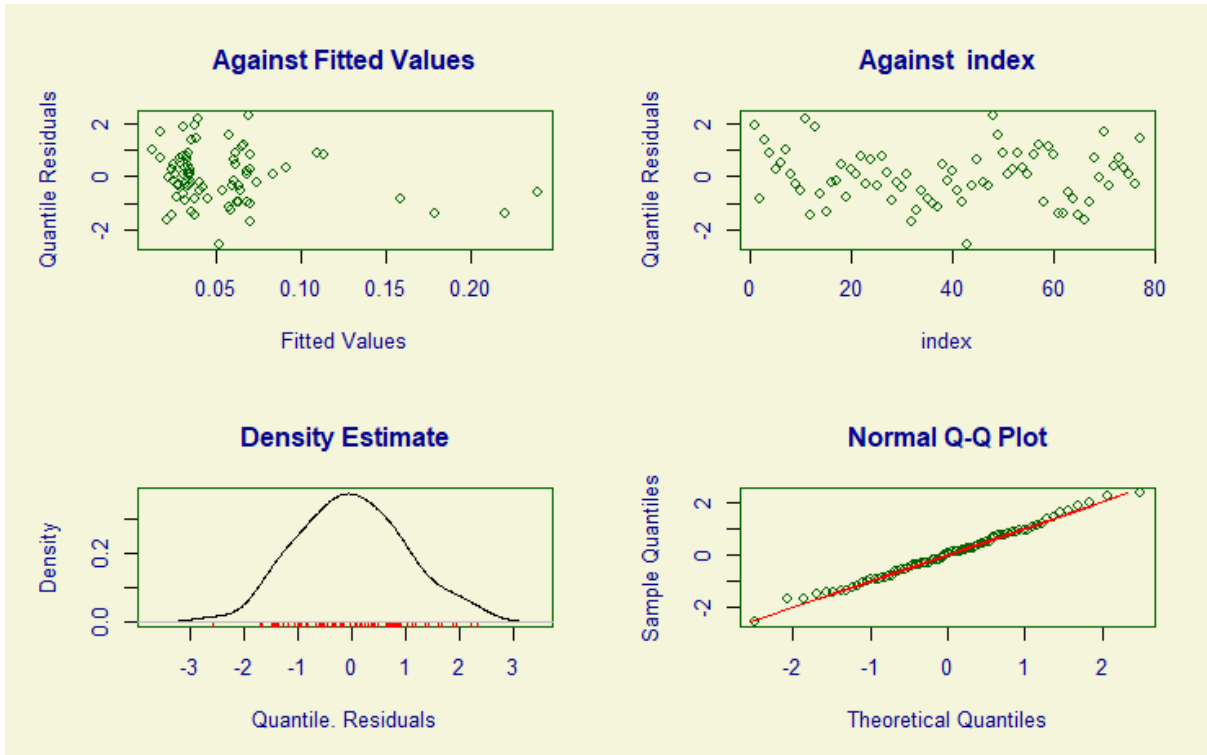 Against Fitted Values
Quantile Residuals
2
0
-2
0.05 0.10 0.15 0.20
Fitted Values
Against index
Quantile Residuals
2
0
-2
0 20 40 60 80
index
Density Estimate
Density
0.2
0.0
-3 -2 -1 0 1 2 3
Quantile. Residuals
Normal Q-Q Plot
Sample Quantiles
2
0
-2
-2 -1 0 1 2
Theoretical Quantiles